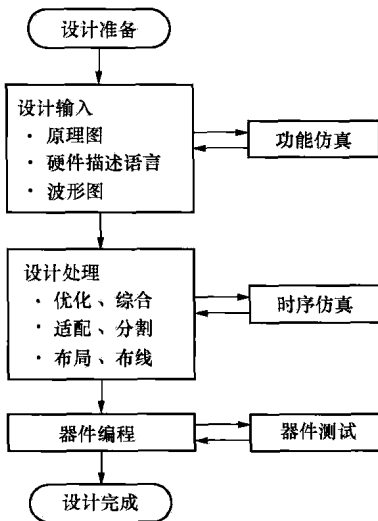 设计准备
设计输入
· 原理图
· 硬件描述语言
· 波形图
功能仿真
设计处理
· 优化、综合
· 适配、分割
· 布局、布线
时序仿真
器件编程
器件测试
设计完成